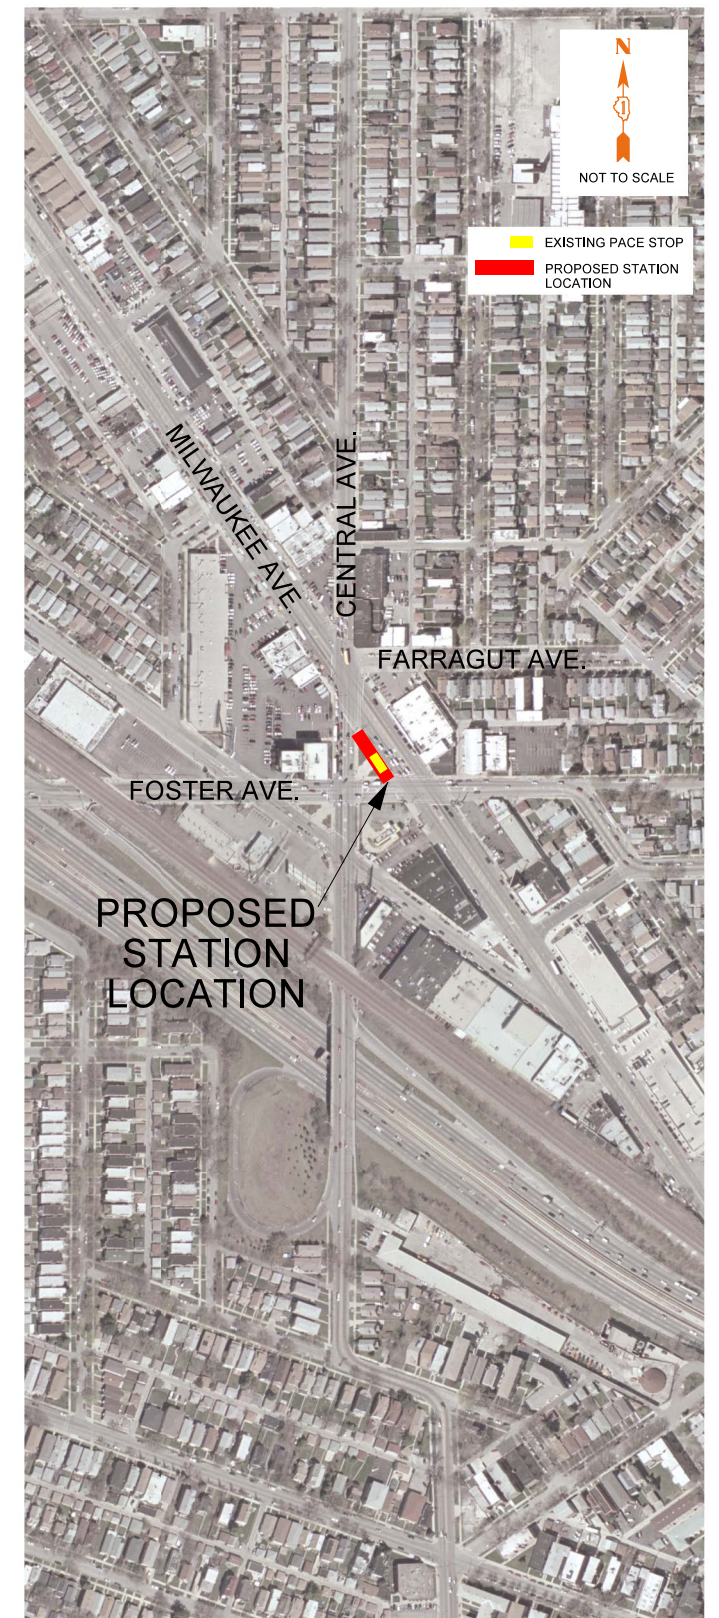 N
NOT TO SCALE
EXISTING PACE STOP
PROPOSED STATION
LOCATION
MILWAUKEE AVE.
CENTRAL AVE.
FARRAGUT AVE.
FOSTER AVE.
PROPOSED
STATION
LOCATION